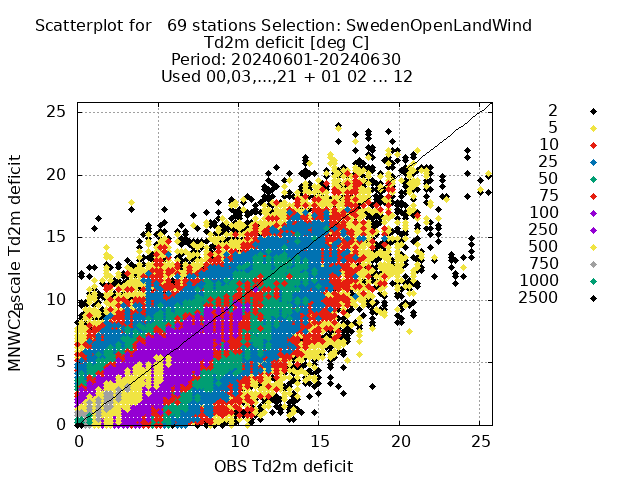 Scatterplot for 69 stations Selection: SwedenOpenLandWind
Td2m deficit [deg C]
Period: 20240601-20240630
Used 00,03,...,21 + 01 02 ... 12
25
20
15
10
5
0
0 5 10 15 20 25
MNWC2_Bscale Td2m deficit
OBS Td2m deficit
2
5
10
25
50
75
100
250
500
750
1000
2500